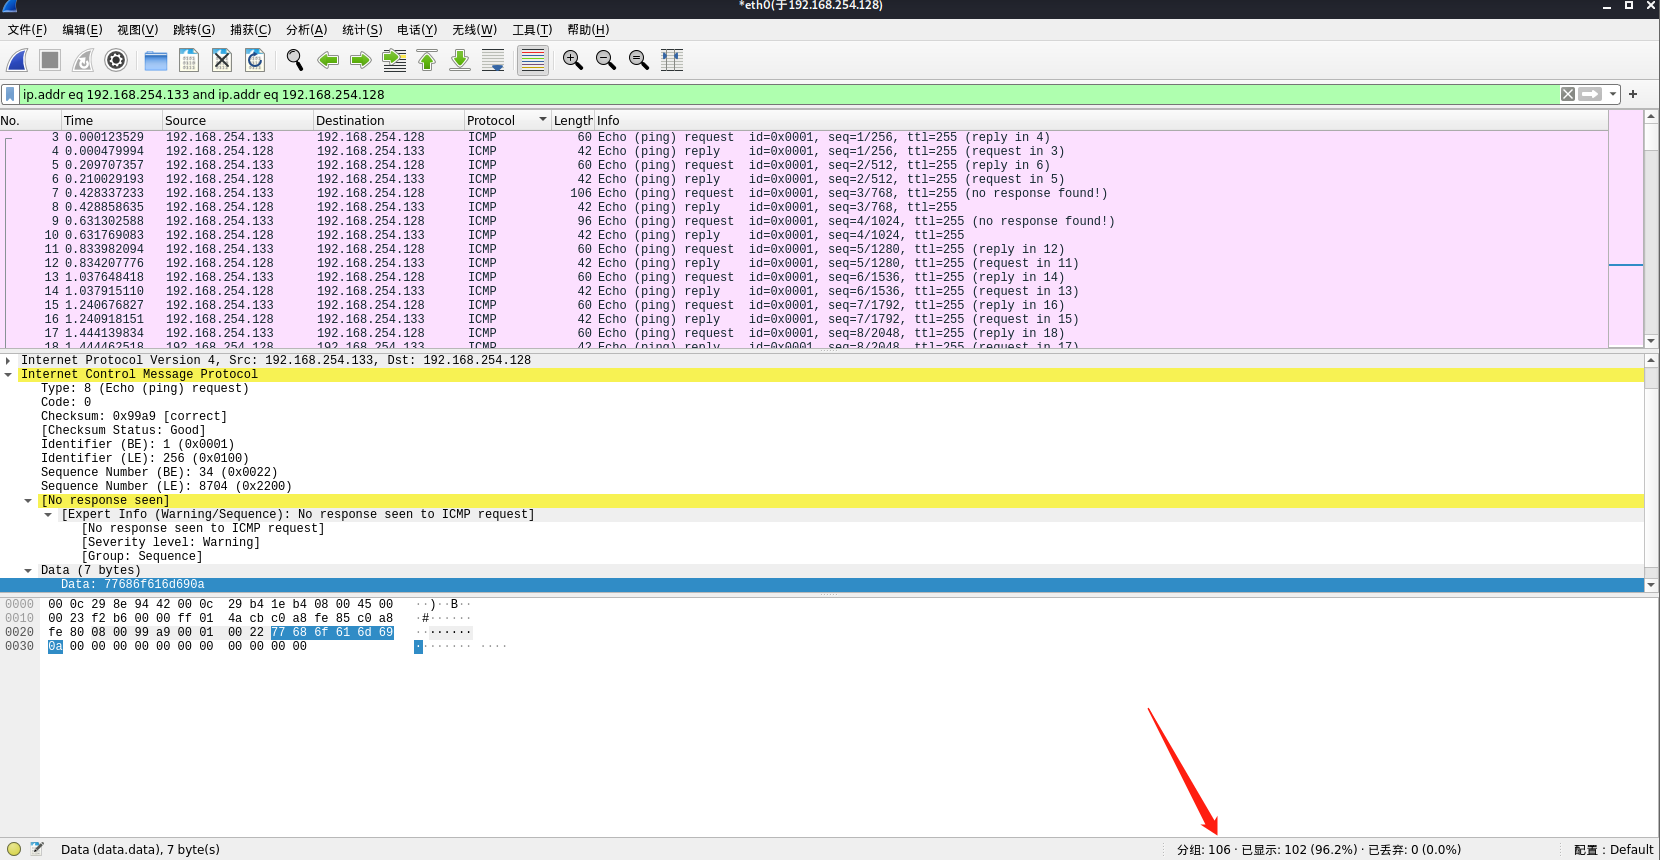 *eth0(于192.168.254.128)
文件(F) 编辑(E) 视图(V) 跳转(G) 捕获(C) 分析(A) 统计(S) 电话(Y) 无线(W) 工具(T) 帮助(H)
ip.addr eq 192.168.254.133 and ip.addr eq 192.168.254.128
No. Time Source Destination Protocol Length Info
3 0.000123529 192.168.254.133 192.168.254.128 ICMP 60 Echo (ping) request id=0x0001, seq=1/256, ttl=255 (reply in 4)
4 0.000479994 192.168.254.128 192.168.254.133 ICMP 42 Echo (ping) reply id=0x0001, seq=1/256, ttl=255 (request in 3)
5 0.209707357 192.168.254.133 192.168.254.128 ICMP 60 Echo (ping) request id=0x0001, seq=2/512, ttl=255 (reply in 6)
6 0.210029193 192.168.254.128 192.168.254.133 ICMP 42 Echo (ping) reply id=0x0001, seq=2/512, ttl=255 (request in 5)
7 0.428337233 192.168.254.133 192.168.254.128 ICMP 106 Echo (ping) request id=0x0001, seq=3/768, ttl=255 (no response found!)
8 0.428858635 192.168.254.128 192.168.254.133 ICMP 42 Echo (ping) reply id=0x0001, seq=3/768, ttl=255
9 0.631302588 192.168.254.133 192.168.254.128 ICMP 96 Echo (ping) request id=0x0001, seq=4/1024, ttl=255 (no response found!)
10 0.631769083 192.168.254.128 192.168.254.133 ICMP 42 Echo (ping) reply id=0x0001, seq=4/1024, ttl=255
11 0.833982094 192.168.254.133 192.168.254.128 ICMP 60 Echo (ping) request id=0x0001, seq=5/1280, ttl=255 (reply in 12)
12 0.834207776 192.168.254.128 192.168.254.133 ICMP 42 Echo (ping) reply id=0x0001, seq=5/1280, ttl=255 (request in 11)
13 1.037648418 192.168.254.133 192.168.254.128 ICMP 60 Echo (ping) request id=0x0001, seq=6/1536, ttl=255 (reply in 14)
14 1.037915110 192.168.254.128 192.168.254.133 ICMP 42 Echo (ping) reply id=0x0001, seq=6/1536, ttl=255 (request in 13)
15 1.240676827 192.168.254.133 192.168.254.128 ICMP 60 Echo (ping) request id=0x0001, seq=7/1792, ttl=255 (reply in 16)
16 1.240918151 192.168.254.128 192.168.254.133 ICMP 42 Echo (ping) reply id=0x0001, seq=7/1792, ttl=255 (request in 15)
17 1.444139834 192.168.254.133 192.168.254.128 ICMP 60 Echo (ping) request id=0x0001, seq=8/2048, ttl=255 (reply in 18)
18 1.444462518 192.168.254.128 192.168.254.133 ICMP 42 Echo (ping) reply id=0x0001, seq=8/2048, ttl=255 (request in 17)
Internet Protocol Version 4, Src: 192.168.254.133, Dst: 192.168.254.128
Internet Control Message Protocol
Type: 8 (Echo (ping) request)
Code: 0
Checksum: 0x99a9 [correct]
[Checksum Status: Good]
Identifier (BE): 1 (0x0001)
Identifier (LE): 256 (0x0100)
Sequence Number (BE): 34 (0x0022)
Sequence Number (LE): 8704 (0x2200)
[No response seen]
[Expert Info (Warning/Sequence): No response seen to ICMP request]
[No response seen to ICMP request]
[Severity level: Warning]
[Group: Sequence]
Data (7 bytes)
Data: 77686f616d690a
0000 00 0c 29 8e 94 42 00 0c 29 b4 1e b4 08 00 45 00 ··)··B··
0010 00 23 f2 b6 00 00 ff 01 4a cb c0 a8 fe 85 c0 a8 ·#······
0020 fe 80 08 00 99 a9 00 01 00 22 77 68 6f 61 6d 69 ········
0030 0a 00 00 00 00 00 00 00 00 00 00 00 ········ ····
Data (data.data), 7 byte(s) 分组: 106 · 已显示: 102 (96.2%) · 已丢弃: 0 (0.0%) 配置：Default